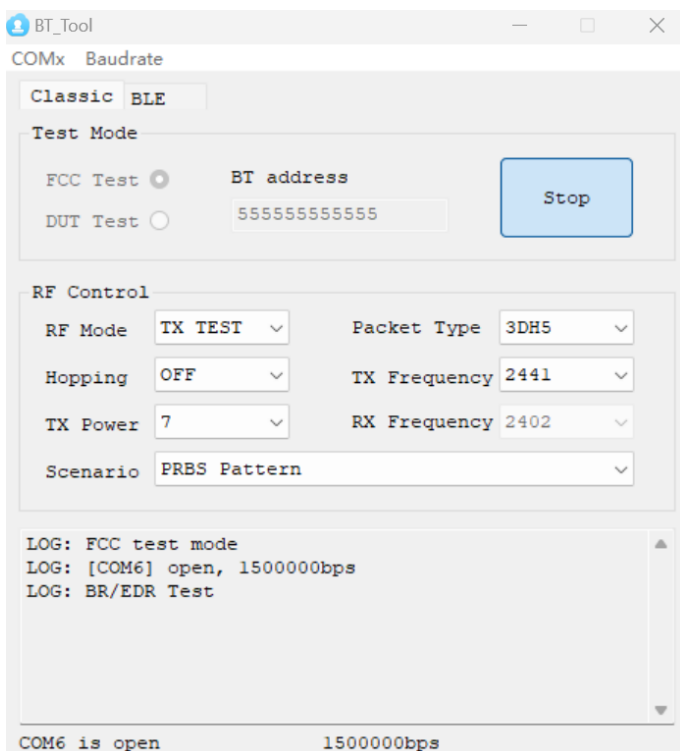 BT_Tool
COMx Baudrate
Classic BLE
Test Mode
FCC Test BT address
DUT Test 555555555555 Stop
RF Control
RF Mode TX TEST Packet Type 3DH5
Hopping OFF TX Frequency 2441
TX Power 7 RX Frequency 2402
Scenario PRBS Pattern
LOG: FCC test mode
LOG: [COM6] open, 1500000bps
LOG: BR/EDR Test
COM6 is open 1500000bps